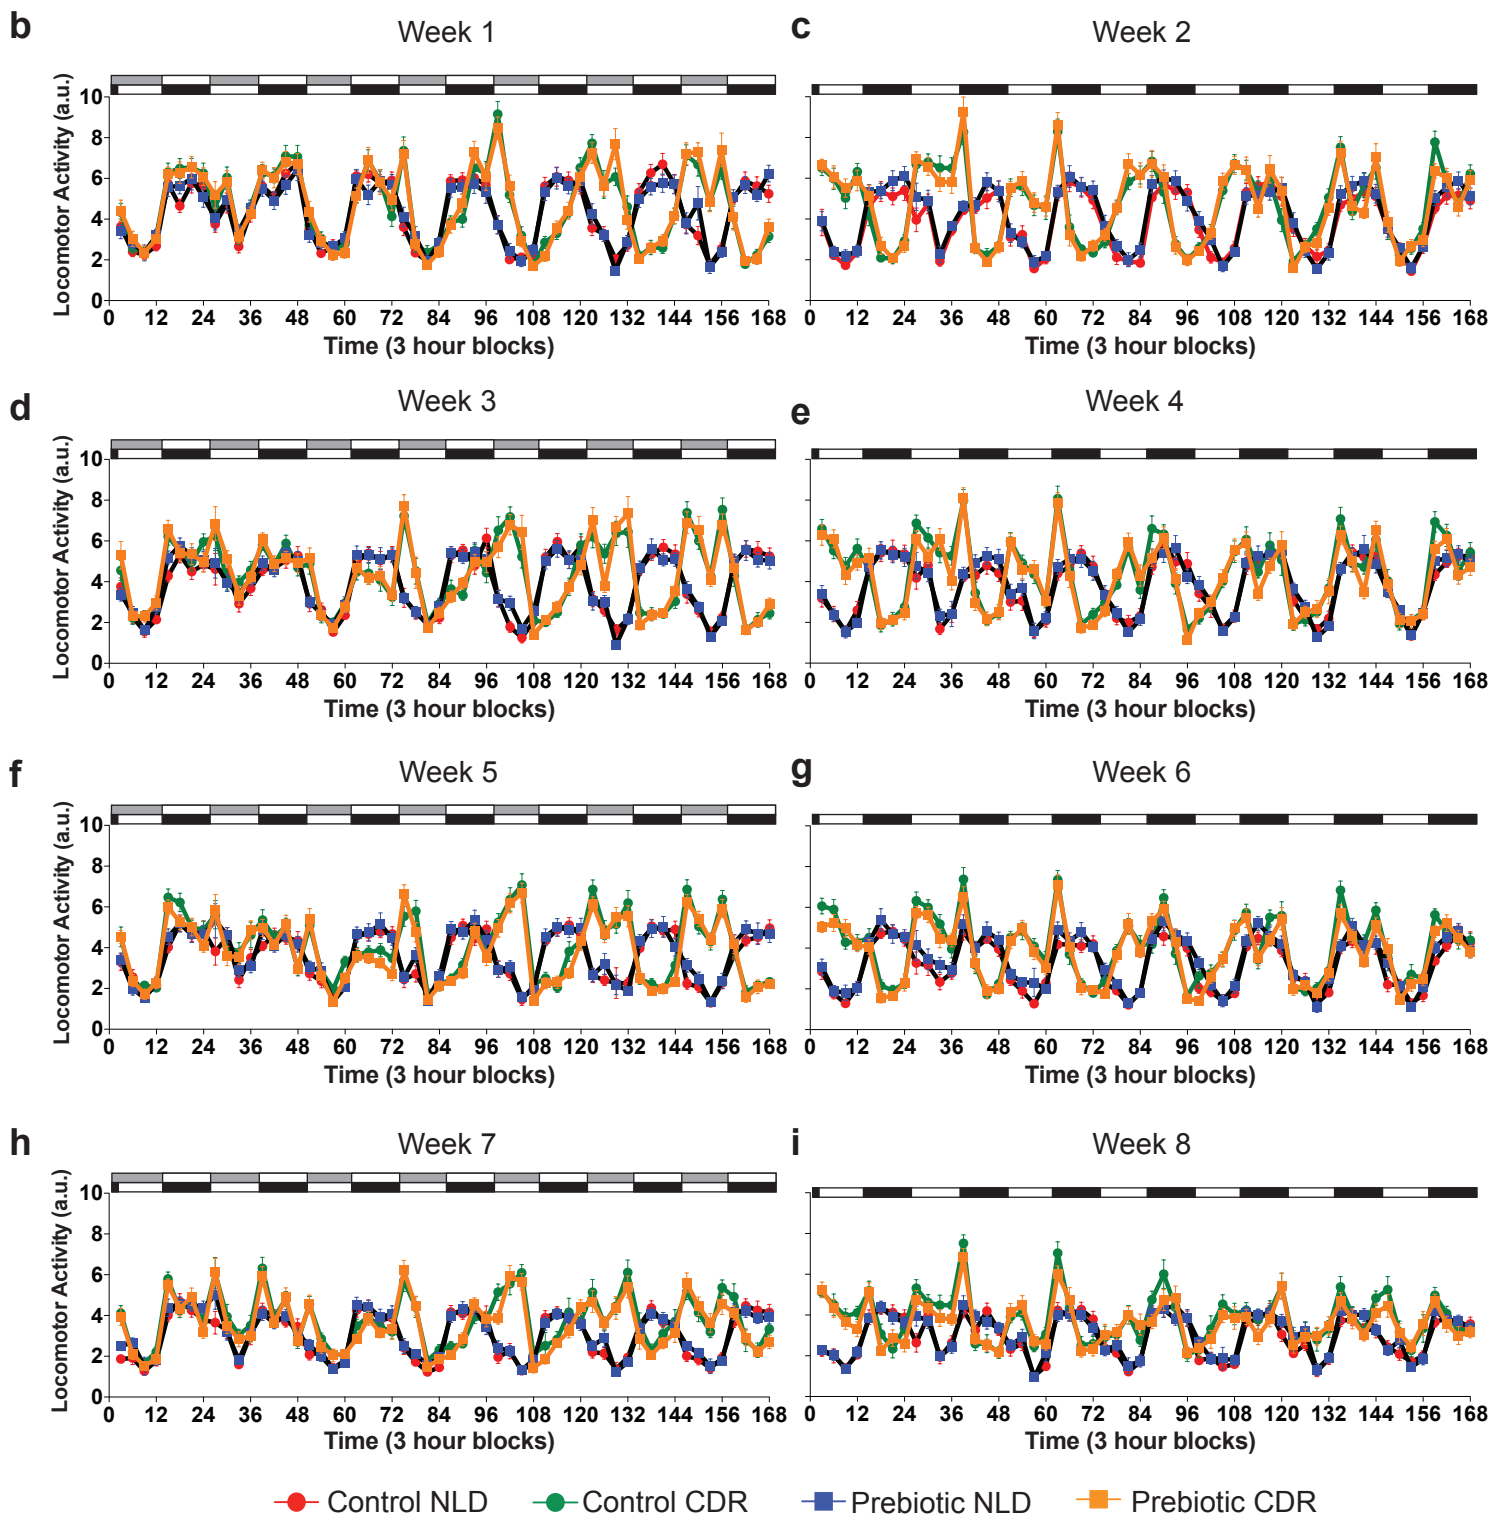 b
Week 1
c
Week 2
Locomotor Activity (a.u.)
10
8
6
4
2
0
0 12 24 36 48 60 72 84 96 108 120 132 144 156 168
Time (3 hour blocks)
0 12 24 36 48 60 72 84 96 108 120 132 144 156 168
Time (3 hour blocks)
d
Week 3
e
Week 4
Locomotor Activity (a.u.)
10
8
6
4
2
0
0 12 24 36 48 60 72 84 96 108 120 132 144 156 168
Time (3 hour blocks)
0 12 24 36 48 60 72 84 96 108 120 132 144 156 168
Time (3 hour blocks)
f
Week 5
g
Week 6
Locomotor Activity (a.u.)
10
8
6
4
2
0
0 12 24 36 48 60 72 84 96 108 120 132 144 156 168
Time (3 hour blocks)
0 12 24 36 48 60 72 84 96 108 120 132 144 156 168
Time (3 hour blocks)
h
Week 7
i
Week 8
Locomotor Activity (a.u.)
10
8
6
4
2
0
0 12 24 36 48 60 72 84 96 108 120 132 144 156 168
Time (3 hour blocks)
0 12 24 36 48 60 72 84 96 108 120 132 144 156 168
Time (3 hour blocks)
Control NLD Control CDR Prebiotic NLD Prebiotic CDR